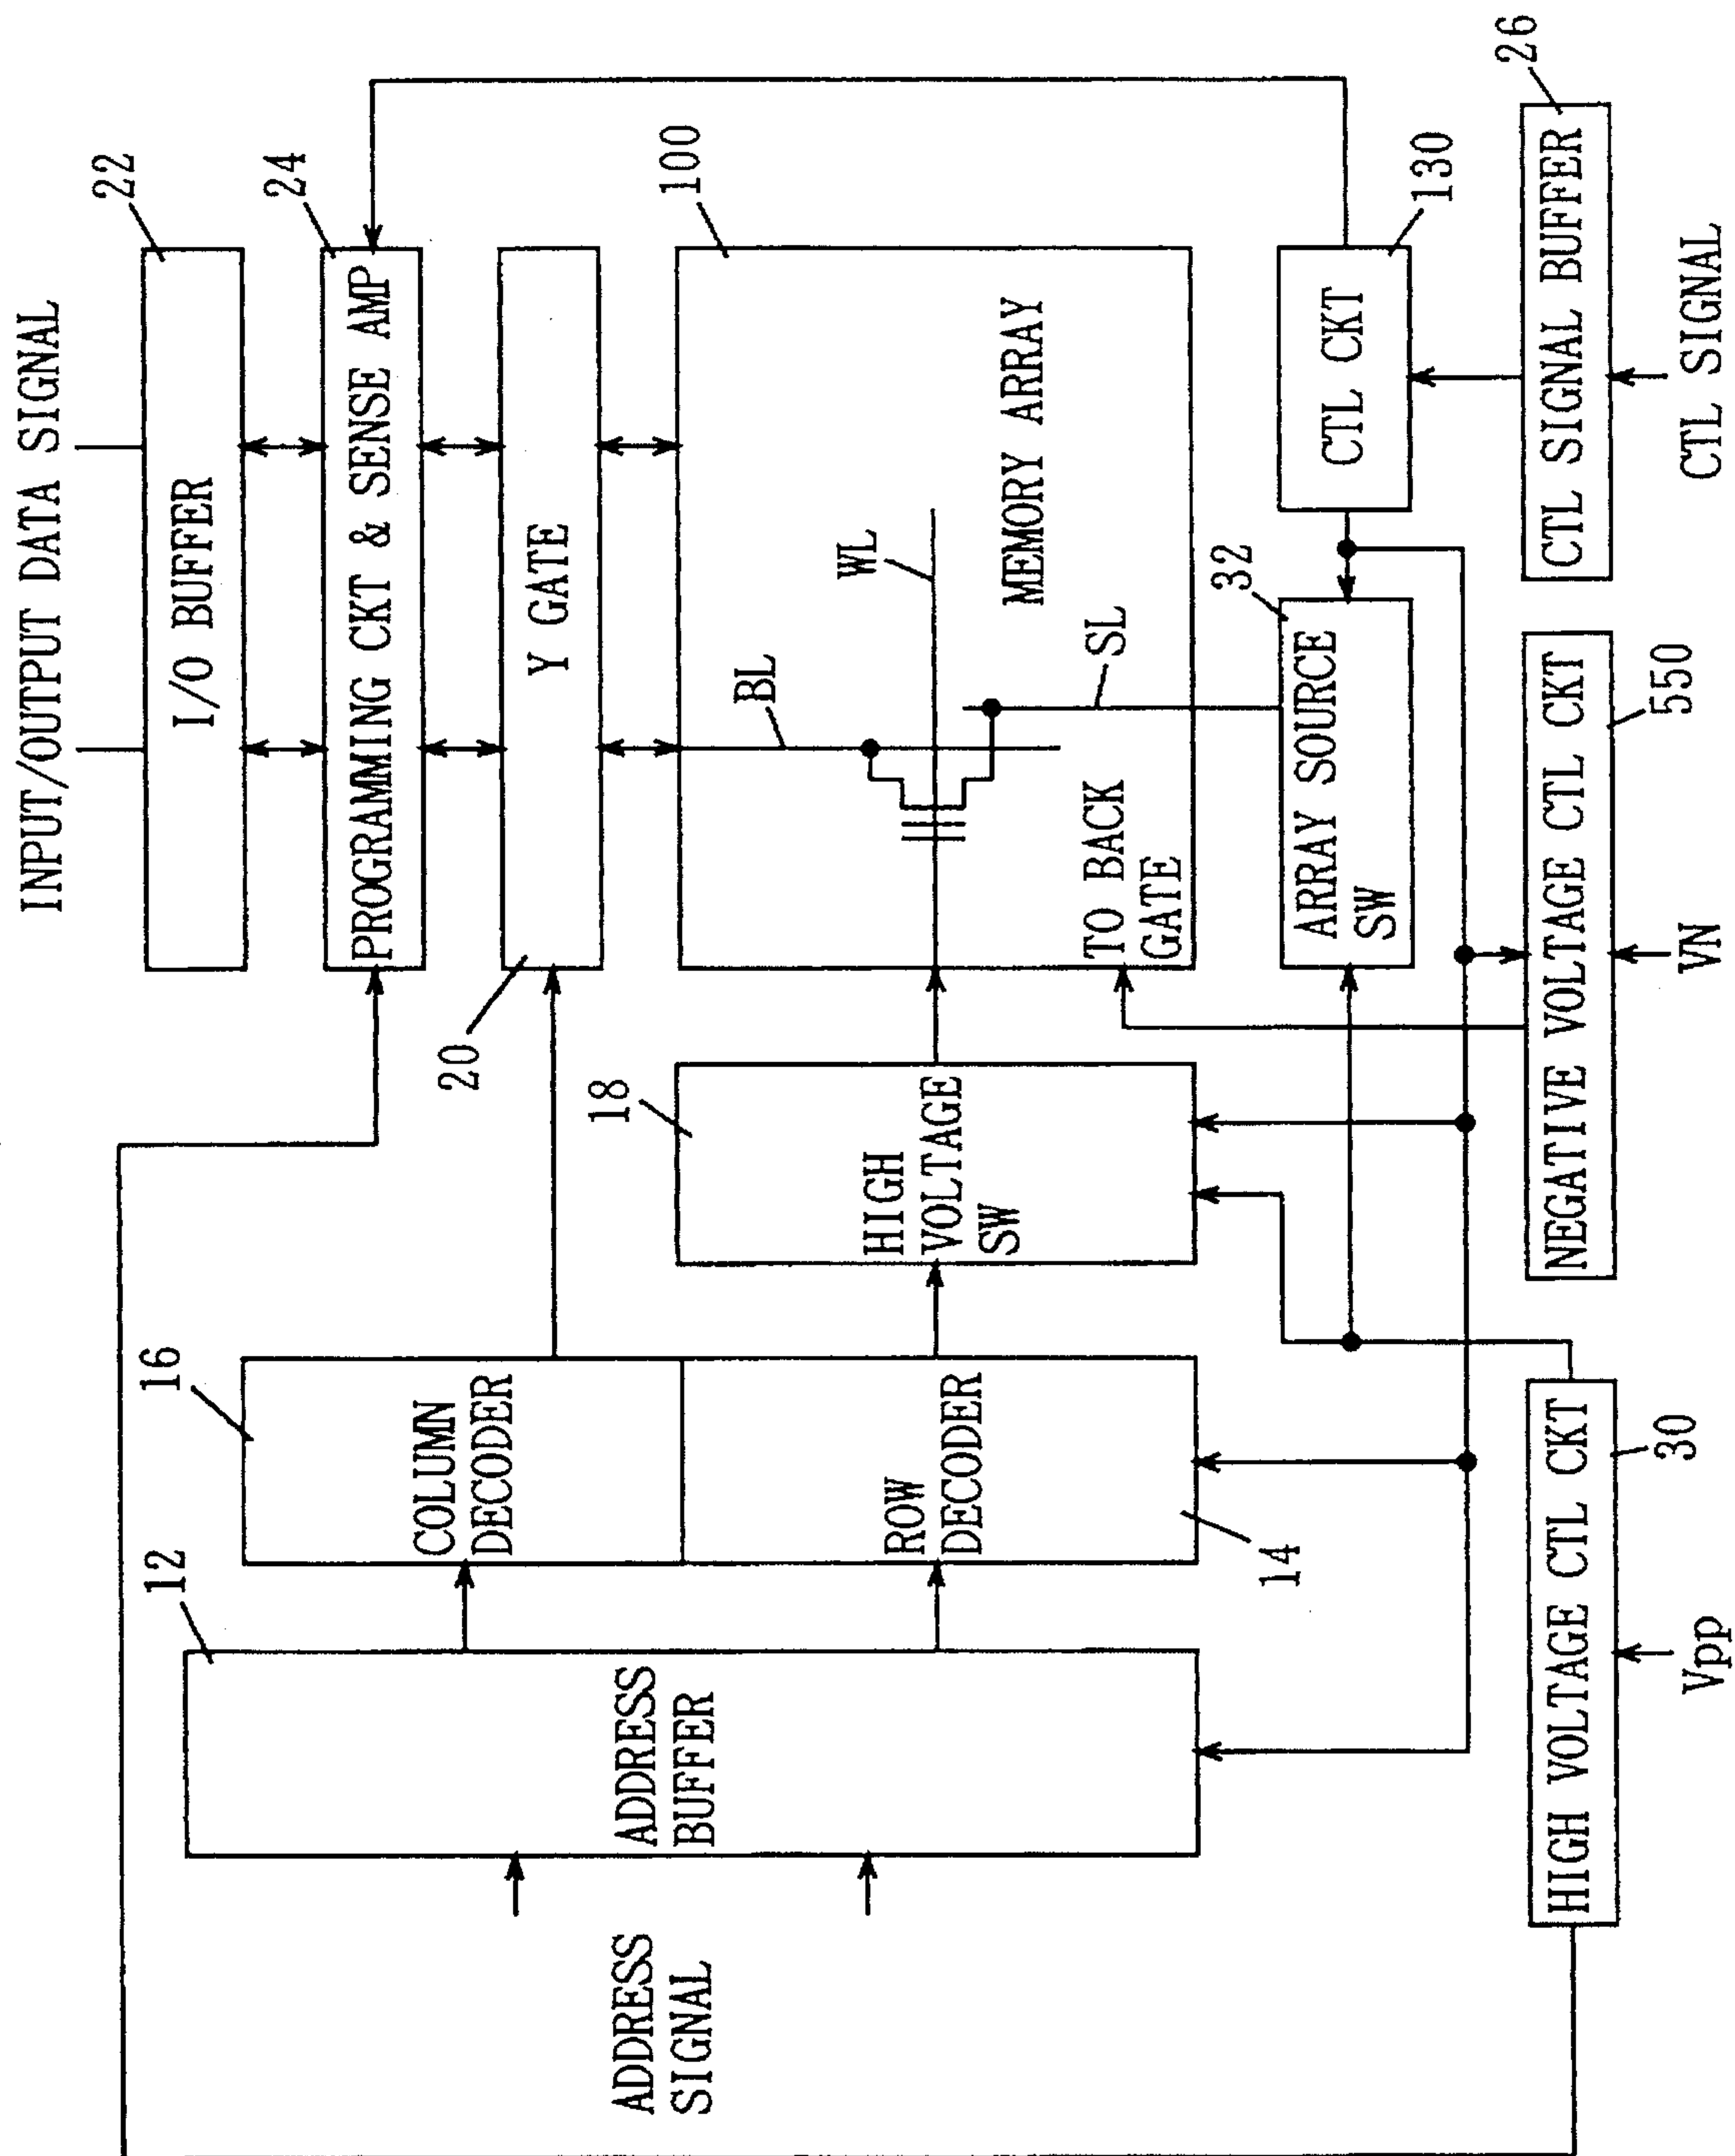 INPUT/OUTPUT DATA SIGNAL
22
I/O BUFFER
24
PROGRAMING CKT & SENSE AMP
20
Y GATE
100
BL
WL
MEMORY ARRAY
SL
TO BACK
GATE
18
HIGH
VOLTAGE
SW
16
COLUMN
DECODER
ROW
DECODER
14
12
ADDRESS
BUFFER
ADDRESS
SIGNAL
32
ARRAY SOURCE
SW
CTL CKT
130
26
CTL SIGNAL BUFFER
CTL SIGNAL
NEGATIVE VOLTAGE CTL CKT
550
VN
HIGH VOLTAGE CTL CKT
30
Vpp